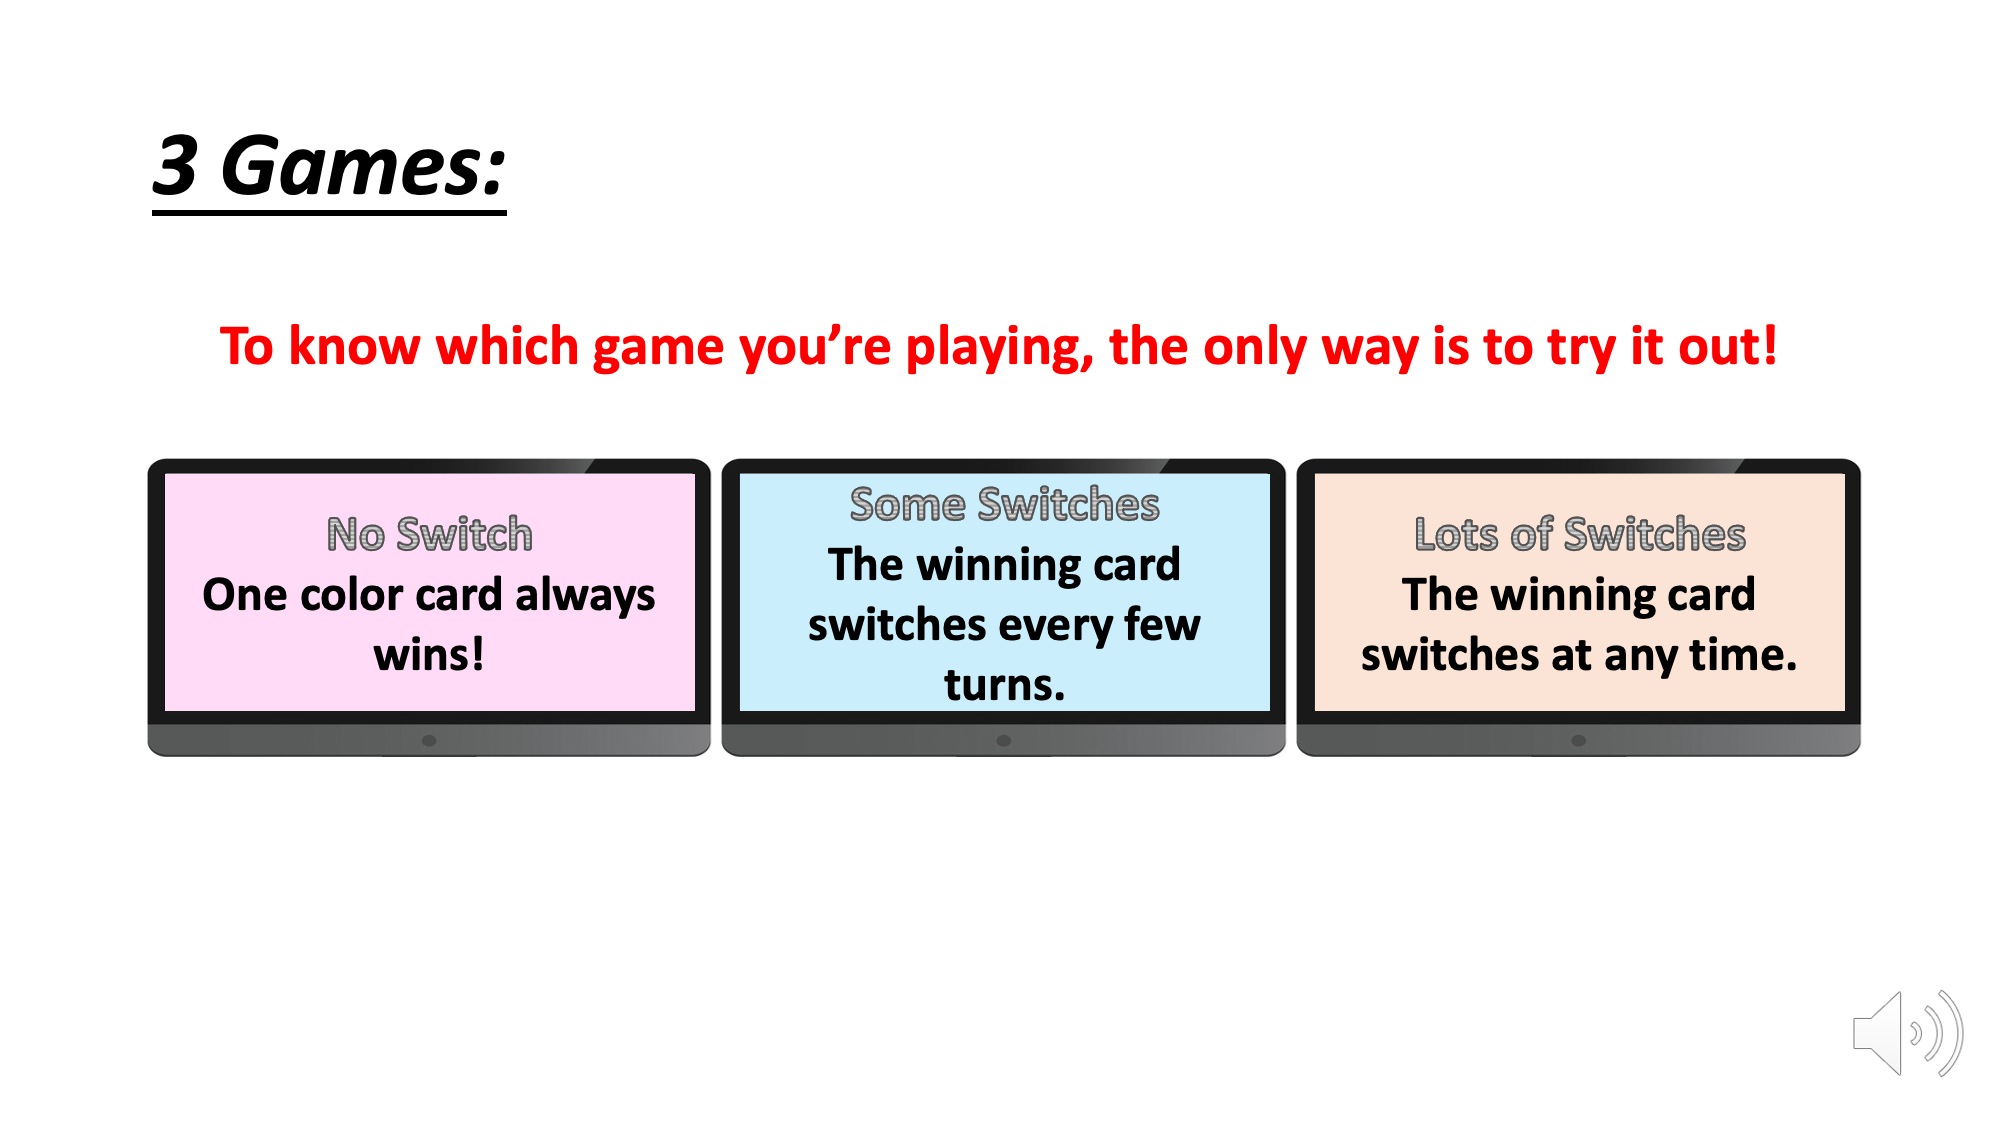 3 Games:
To know which game you’re playing, the only way is to try it out!
No Switch
One color card always
wins!
Some Switches
The winning card
switches every few
turns.
Lots of Switches
The winning card
switches at any time.